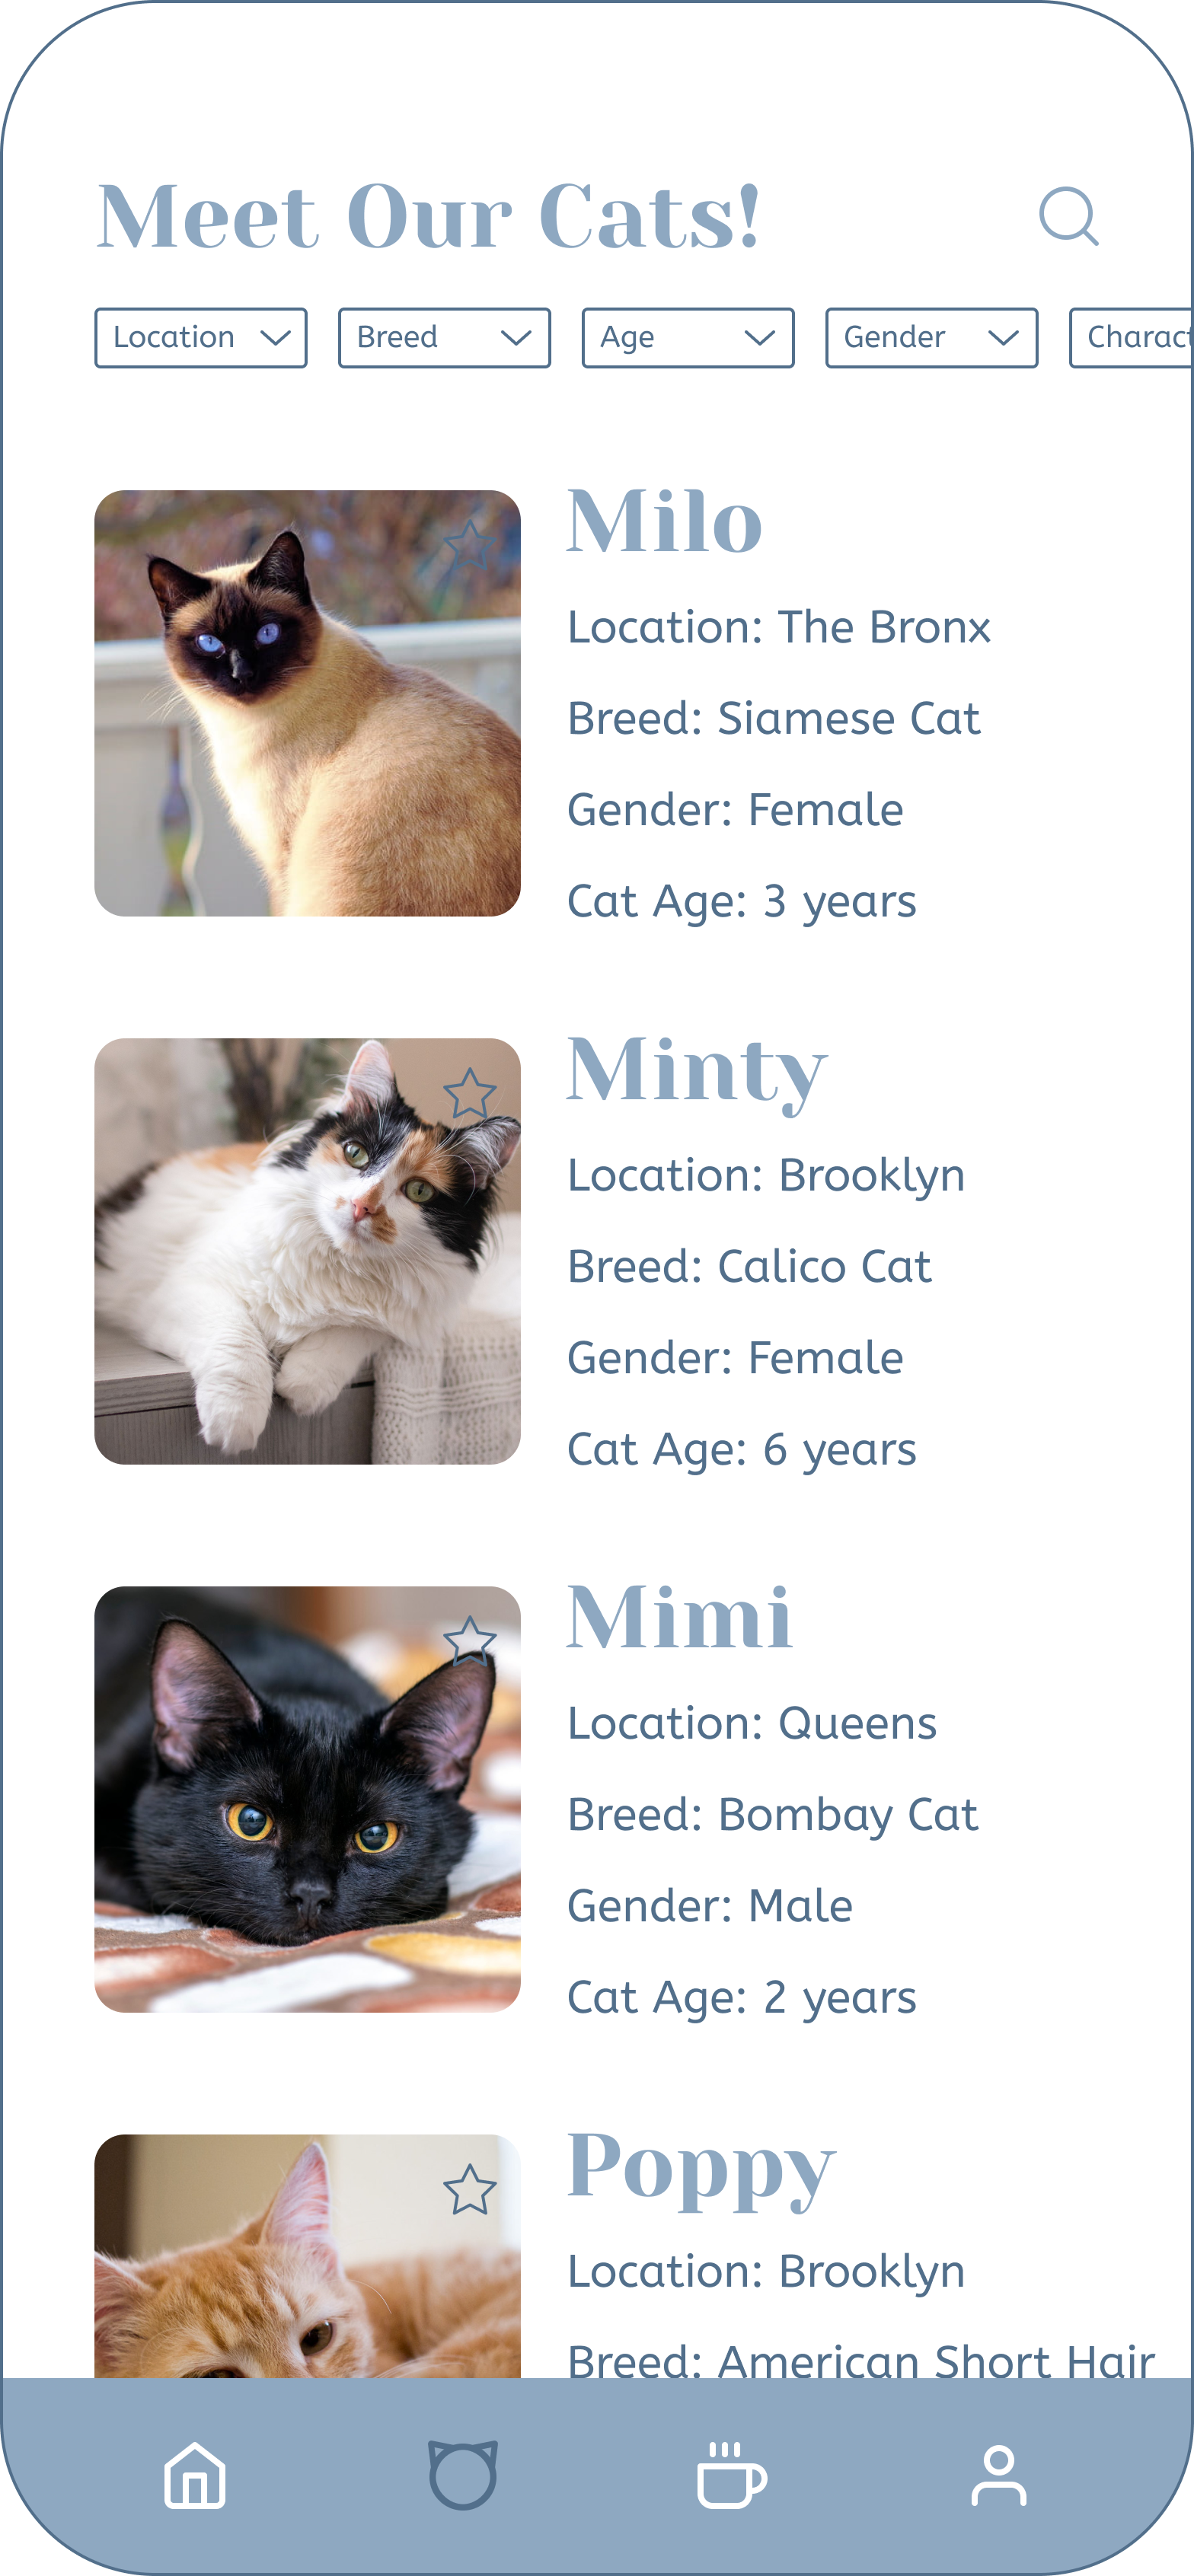 Meet Our Cats!
Location
Breed
Age
Gender
Milo
Location: The Bronx
Breed: Siamese Cat
Gender: Female
Cat Age: 3 years
Minty
Location: Brooklyn
Breed: Calico Cat
Gender: Female
Cat Age: 6 years
Mimi
Location: Queens
Breed: Bombay Cat
Gender: Male
Cat Age: 2 years
Poppy
Location: Brooklyn
Breed: American Short Hair